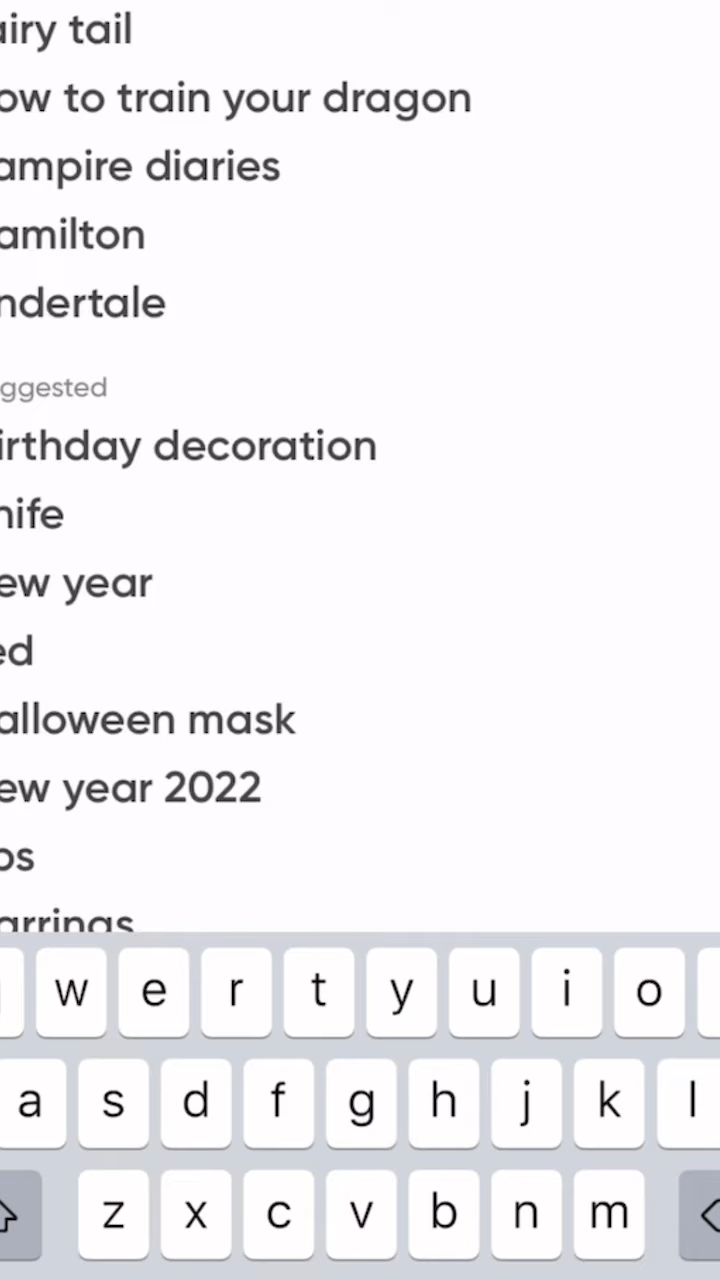 airy tail
ow to train your dragon
ampire diaries
amilton
ndertale
ggested
irthday decoration
nife
ew year
ed
alloween mask
ew year 2022
os
arrings
w e r t y u i o
a s d f g h j k l
z x c v b n m